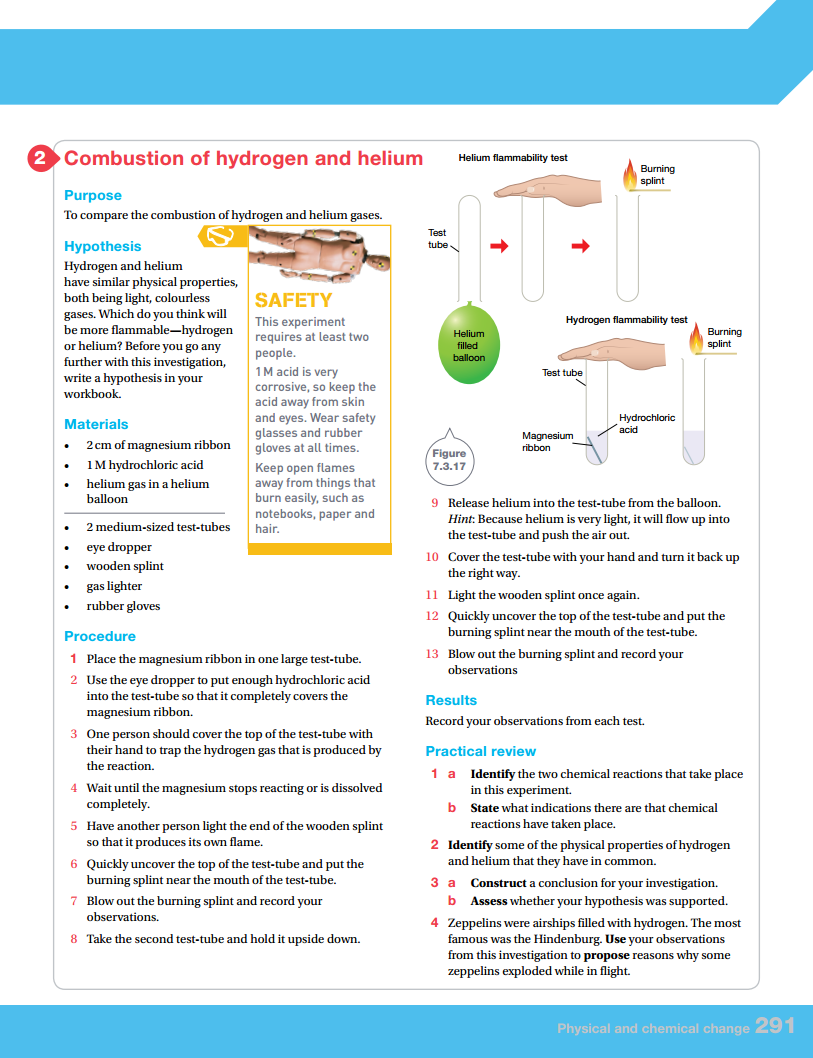 2 Combustion of hydrogen and helium
Purpose
To compare the combustion of hydrogen and helium gases.
Hypothesis
Hydrogen and helium
have similar physical properties,
both being light, colourless
gases. Which do you think will
be more flammable—hydrogen
or helium? Before you go any
further with this investigation,
write a hypothesis in your
workbook.
SAFETY
This experiment
requires at least two
people.
1 M acid is very
corrosive, so keep the
acid away from skin
and eyes. Wear safety
glasses and rubber
gloves at all times.
Keep open flames
away from things that
burn easily, such as
notebooks, paper and
hair.
Materials
• 2 cm of magnesium ribbon
• 1 M hydrochloric acid
• helium gas in a helium
balloon
• 2 medium-sized test-tubes
• eye dropper
• wooden splint
• gas lighter
• rubber gloves
Procedure
1 Place the magnesium ribbon in one large test-tube.
2 Use the eye dropper to put enough hydrochloric acid
into the test-tube so that it completely covers the
magnesium ribbon.
3 One person should cover the top of the test-tube with
their hand to trap the hydrogen gas that is produced by
the reaction.
4 Wait until the magnesium stops reacting or is dissolved
completely.
5 Have another person light the end of the wooden splint
so that it produces its own flame.
6 Quickly uncover the top of the test-tube and put the
burning splint near the mouth of the test-tube.
7 Blow out the burning splint and record your
observations.
8 Take the second test-tube and hold it upside down.
Helium flammability test
Burning
splint
Test
tube
Helium
filled
balloon
Hydrogen flammability test
Burning
splint
Test tube
Hydrochloric
acid
Magnesium
ribbon
Figure
7.3.17
9 Release helium into the test-tube from the balloon.
Hint: Because helium is very light, it will flow up into
the test-tube and push the air out.
10 Cover the test-tube with your hand and turn it back up
the right way.
11 Light the wooden splint once again.
12 Quickly uncover the top of the test-tube and put the
burning splint near the mouth of the test-tube.
13 Blow out the burning splint and record your
observations
Results
Record your observations from each test.
Practical review
1 a Identify the two chemical reactions that take place
in this experiment.
b State what indications there are that chemical
reactions have taken place.
2 Identify some of the physical properties of hydrogen
and helium that they have in common.
3 a Construct a conclusion for your investigation.
b Assess whether your hypothesis was supported.
4 Zeppelins were airships filled with hydrogen. The most
famous was the Hindenburg. Use your observations
from this investigation to propose reasons why some
zeppelins exploded while in flight.
Physical and chemical change 291